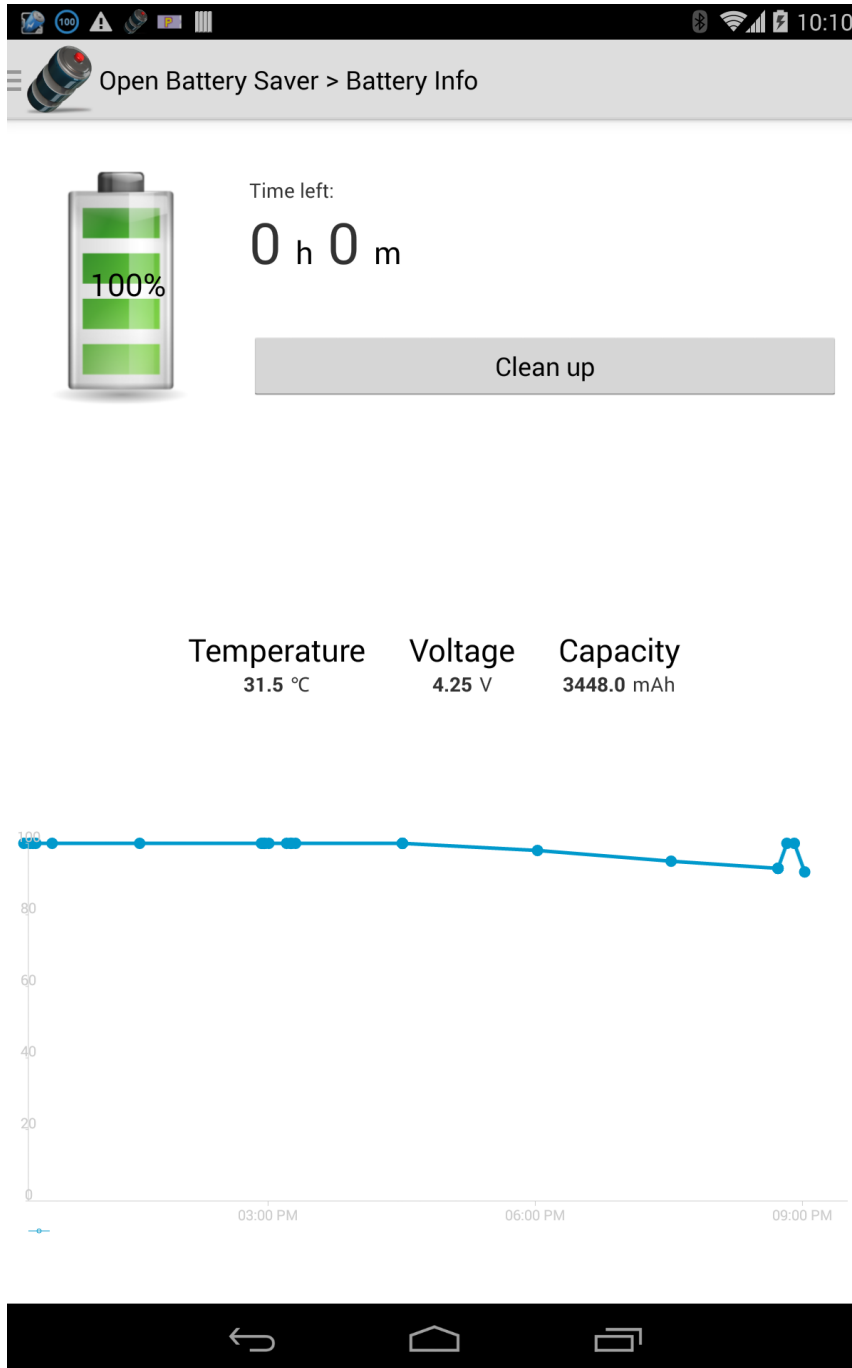 100 P 10:10
Open Battery Saver > Battery Info
Time left:
0 h 0 m
100%
Clean up
Temperature Voltage Capacity
31.5 °C 4.25 V 3448.0 mAh
100
80
60
40
20
0
03:00 PM 06:00 PM 09:00 PM